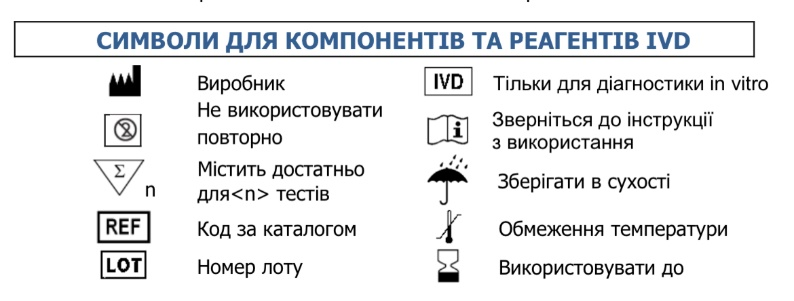 СИМВОЛИ ДЛЯ КОМПОНЕНТІВ ТА РЕАГЕНТІВ IVD
Виробник
Не використовувати
повторно
2
Містить достатньо
для<n> тестів
Σ
n
REF
Код за каталогом
LOT
Номер лоту
IVD
Тільки для діагностики in vitro
Зверніться до інструкції
з використання
i
Зберігати в сухості
Обмеження температури
Використовувати до